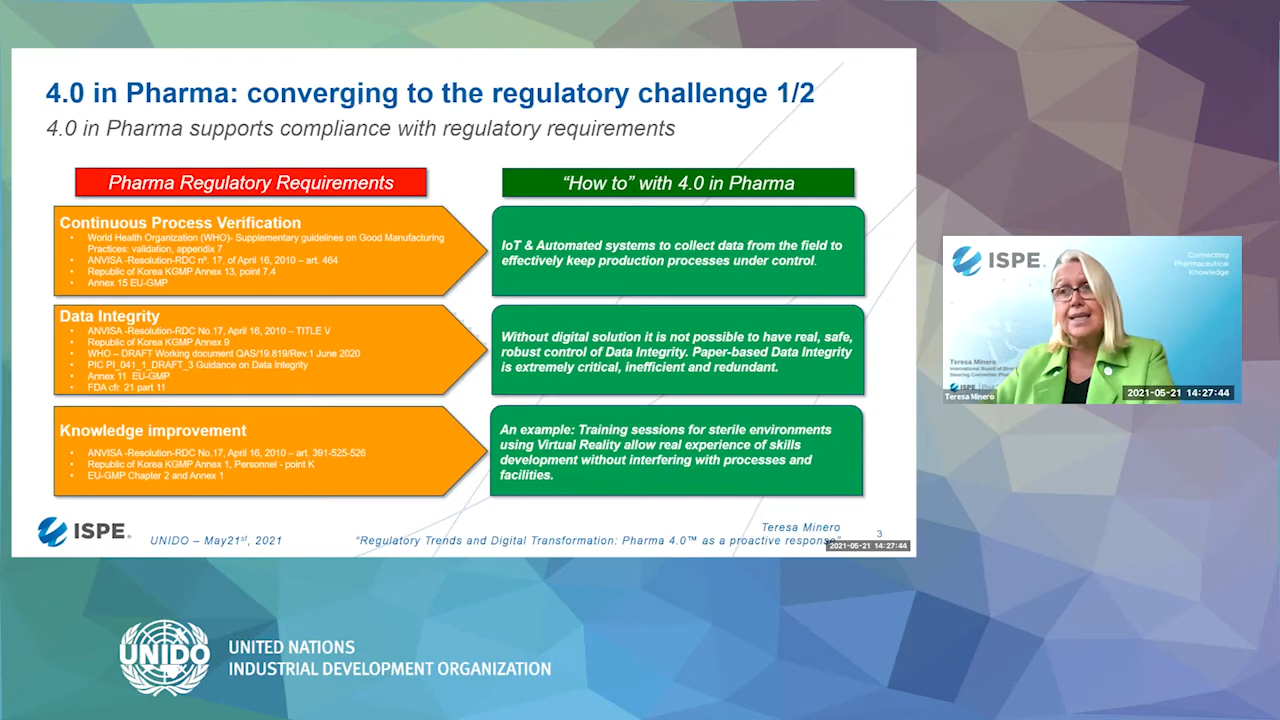 4.0 in Pharma: converging to the regulatory challenge 1/2
4.0 in Pharma supports compliance with regulatory requirements
Pharma Regulatory Requirements
“How to” with 4.0 in Pharma
Continuous Process Verification
• World Health Organization (WHO)- Supplementary guidelines on Good Manufacturing
Practices: validation, appendix 7
• ANVISA -Resolution-RDC nº. 17, of April 16, 2010 – art. 464
• Republic of Korea KGMP Annex 13, point 7.4
• Annex 15 EU-GMP
IoT & Automated systems to collect data from the field to
effectively keep production processes under control.
Data Integrity
• ANVISA -Resolution-RDC No.17, April 16, 2010 – TITLE V
• Republic of Korea KGMP Annex 9
• WHO – DRAFT Working document QAS/19.819/Rev.1 June 2020
• PIC PI_041_1_DRAFT_3 Guidance on Data Integrity
• Annex 11 EU-GMP
• FDA cfr. 21 part 11
Without digital solution it is not possible to have real, safe,
robust control of Data Integrity. Paper-based Data Integrity
is extremely critical, inefficient and redundant.
Knowledge improvement
• ANVISA -Resolution-RDC No.17, April 16, 2010 – art. 391-525-526
• Republic of Korea KGMP Annex 1, Personnel - point K
• EU-GMP Chapter 2 and Annex 1
An example: Training sessions for sterile environments
using Virtual Reality allow real experience of skills
development without interfering with processes and
facilities.
ISPE®
UNIDO – May21st, 2021
Teresa Minero
“Regulatory Trends and Digital Transformation: Pharma 4.0™ as a proactive response”
3
2021-05-21 14:27:44
ISPE.
Connecting
Pharmaceutical
Knowledge
Teresa Minero
International Board of
Steering Committee
ISPE
Teresa Minero
2021-05-21 14:27:44
UNIDO
UNITED NATIONS
INDUSTRIAL DEVELOPMENT ORGANIZATION